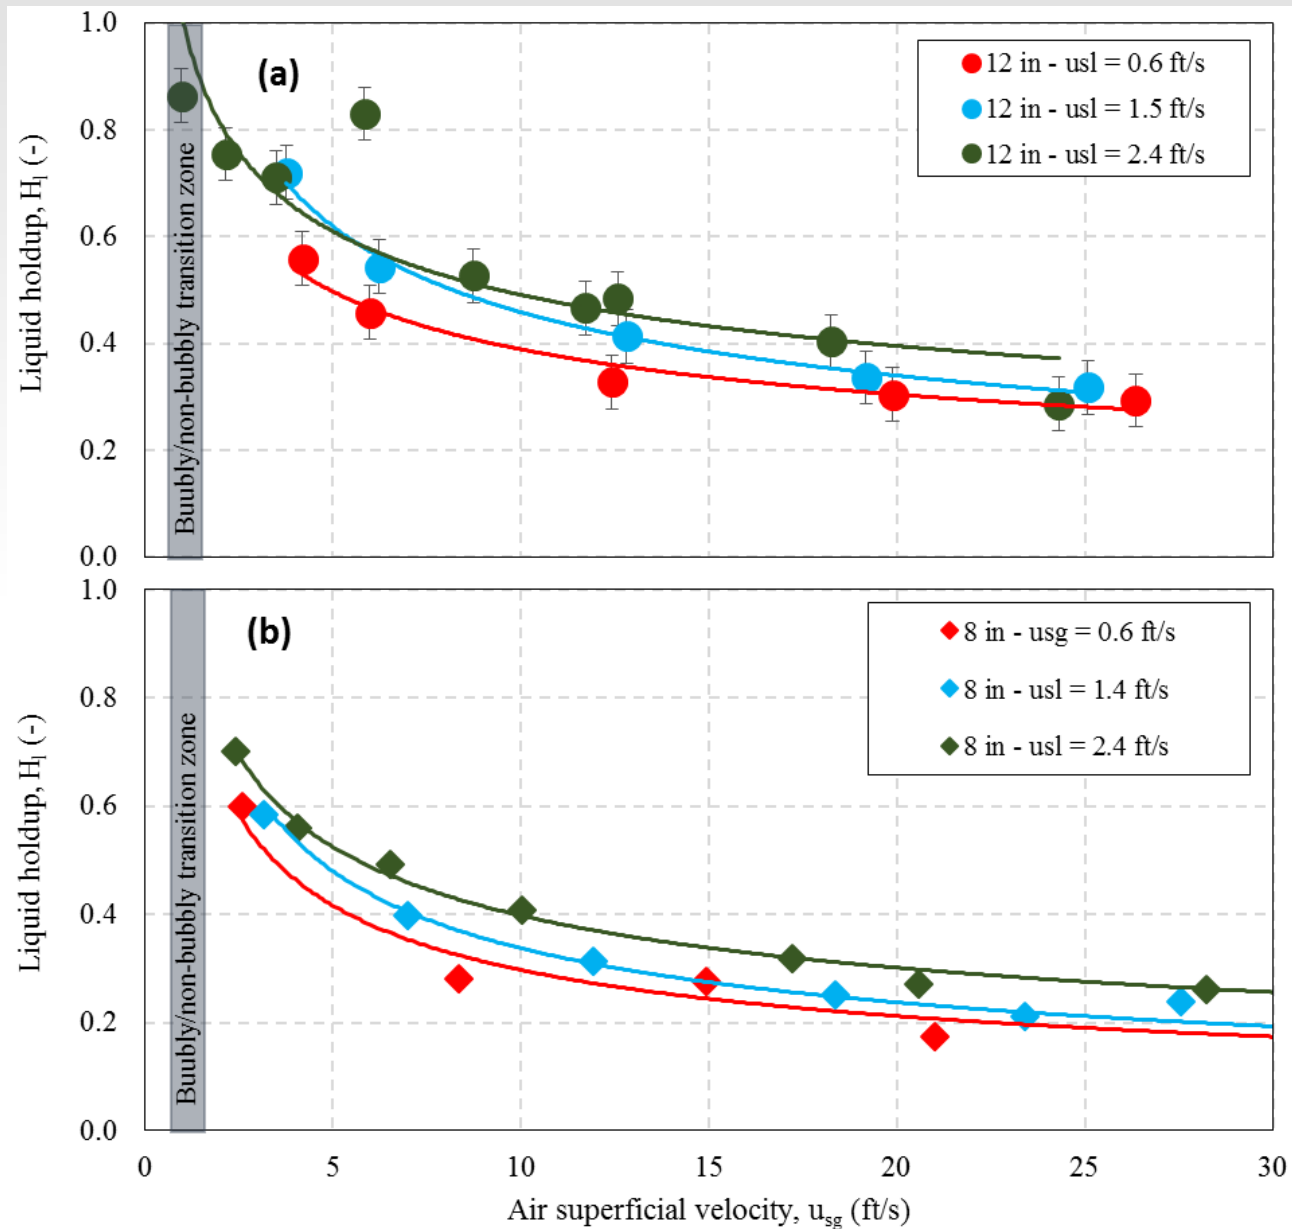 1.0
0.8
0.6
0.4
0.2
0.0
Liquid holdup, Hl (-)
Buubly/non-bubbly transition zone
(a)
12 in - usl = 0.6 ft/s
12 in - usl = 1.5 ft/s
12 in - usl = 2.4 ft/s
1.0
0.8
0.6
0.4
0.2
0.0
Liquid holdup, Hl (-)
Buubly/non-bubbly transition zone
(b)
8 in - usg = 0.6 ft/s
8 in - usl = 1.4 ft/s
8 in - usl = 2.4 ft/s
0 5 10 15 20 25 30
Air superficial velocity, usg (ft/s)